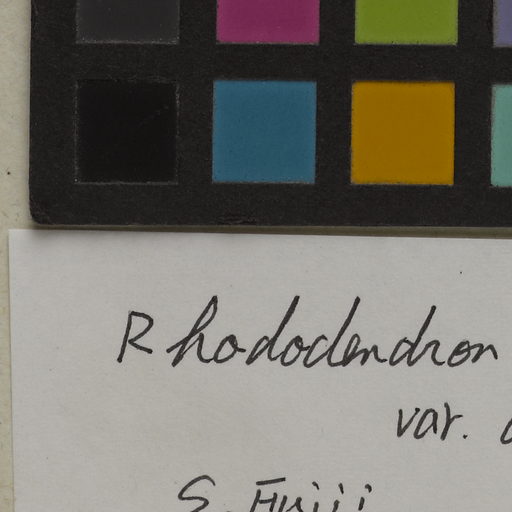 Rhododendron
var.
S. Fujii